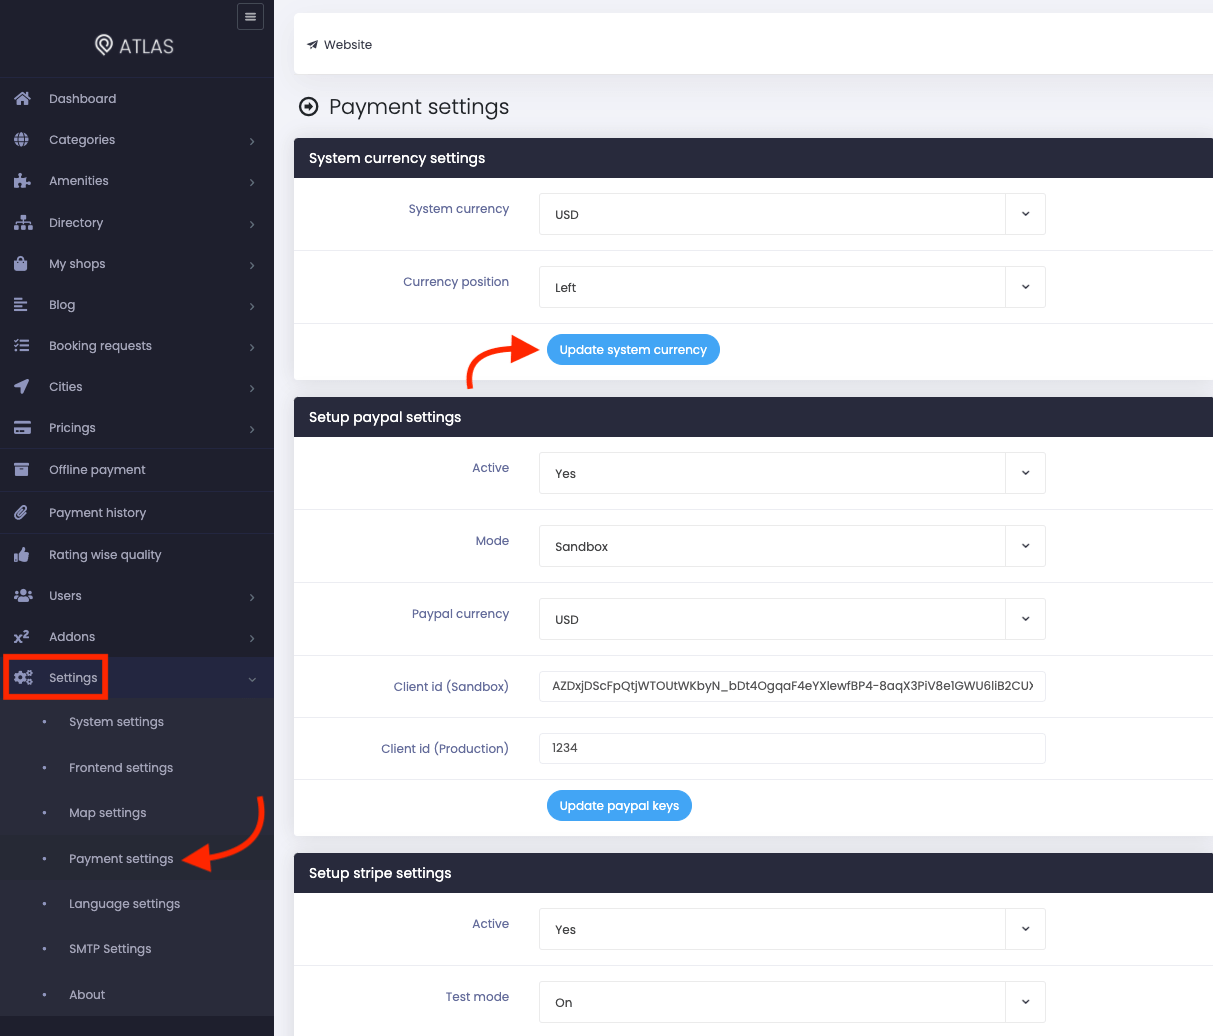 ATLAS
Dashboard
Categories
Amenities
Directory
My shops
Blog
Booking requests
Cities
Pricings
Offline payment
Payment history
Rating wise quality
Users
x² Addons
Settings
System settings
Frontend settings
Map settings
Payment settings
Language settings
SMTP Settings
About
Website
Payment settings
System currency settings
System currency USD
Currency position Left
Update system currency
Setup paypal settings
Active Yes
Mode Sandbox
Paypal currency USD
Client id (Sandbox)
Client id (Production) 1234
Update paypal keys
Setup stripe settings
Active Yes
Test mode On